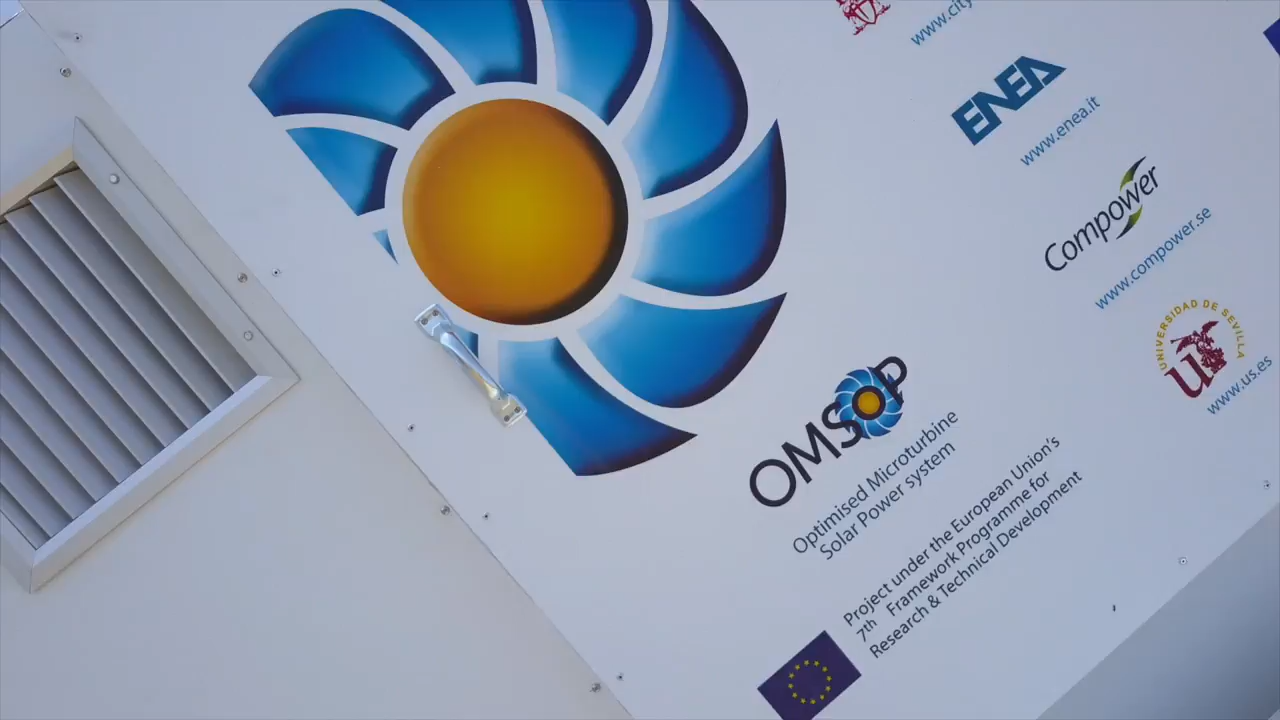 www.city
ENEA
www.enea.it
Compower
www.compower.se
UNIVERSIDAD DE SEVILLA
www.us.es
OMSOP
Optimised Microturbine
Solar Power system
Project under the European Union's
7th Framework Programme for
Research & Technical Development